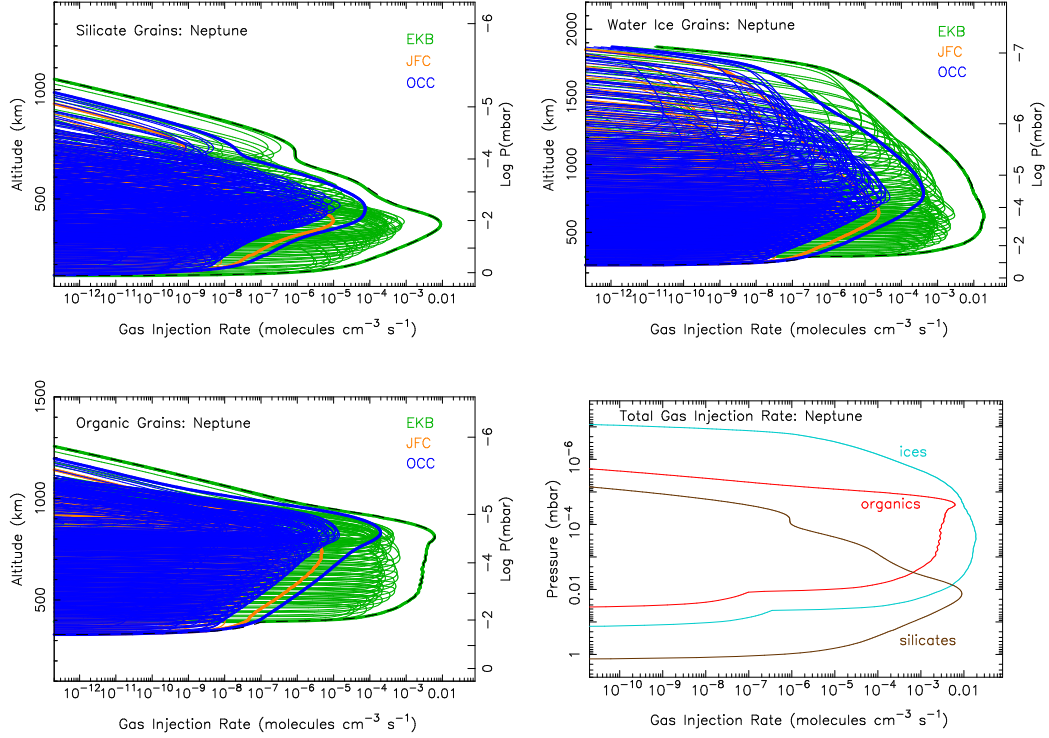 Silicate Grains: Neptune
EKB
JFC
OCC
Altitude (km)
500
1000
Log P(mbar)
−6
−5
−4
−2
0
10−12 10−11 10−10 10−9 10−8 10−7 10−6 10−5 10−4 10−3 0.01
Gas Injection Rate (molecules cm−3 s−1)
Water Ice Grains: Neptune
EKB
JFC
OCC
Altitude (km)
500
1000
1500
2000
Log P(mbar)
−7
−6
−5
−4
−2
−1
0
10−12 10−11 10−10 10−9 10−8 10−7 10−6 10−5 10−4 10−3 0.01
Gas Injection Rate (molecules cm−3 s−1)
Organic Grains: Neptune
EKB
JFC
OCC
Altitude (km)
500
1000
1500
Log P(mbar)
−6
−5
−4
−2
0
10−12 10−11 10−10 10−9 10−8 10−7 10−6 10−5 10−4 10−3 0.01
Gas Injection Rate (molecules cm−3 s−1)
Total Gas Injection Rate: Neptune
ices
organics
silicates
Pressure (mbar)
10−6
10−4
0.01
1
10−10 10−9 10−8 10−7 10−6 10−5 10−4 10−3 0.01
Gas Injection Rate (molecules cm−3 s−1)